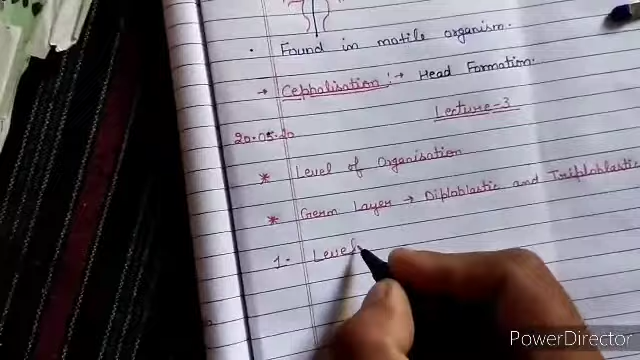 • Found in motile organism.
→ Cephalisation :→ Head Formation.
Lecture-3
20.05.20
* Level of Organisation
* Germ Layer → Diploblastic and Triploblastic
1. Level
PowerDirector